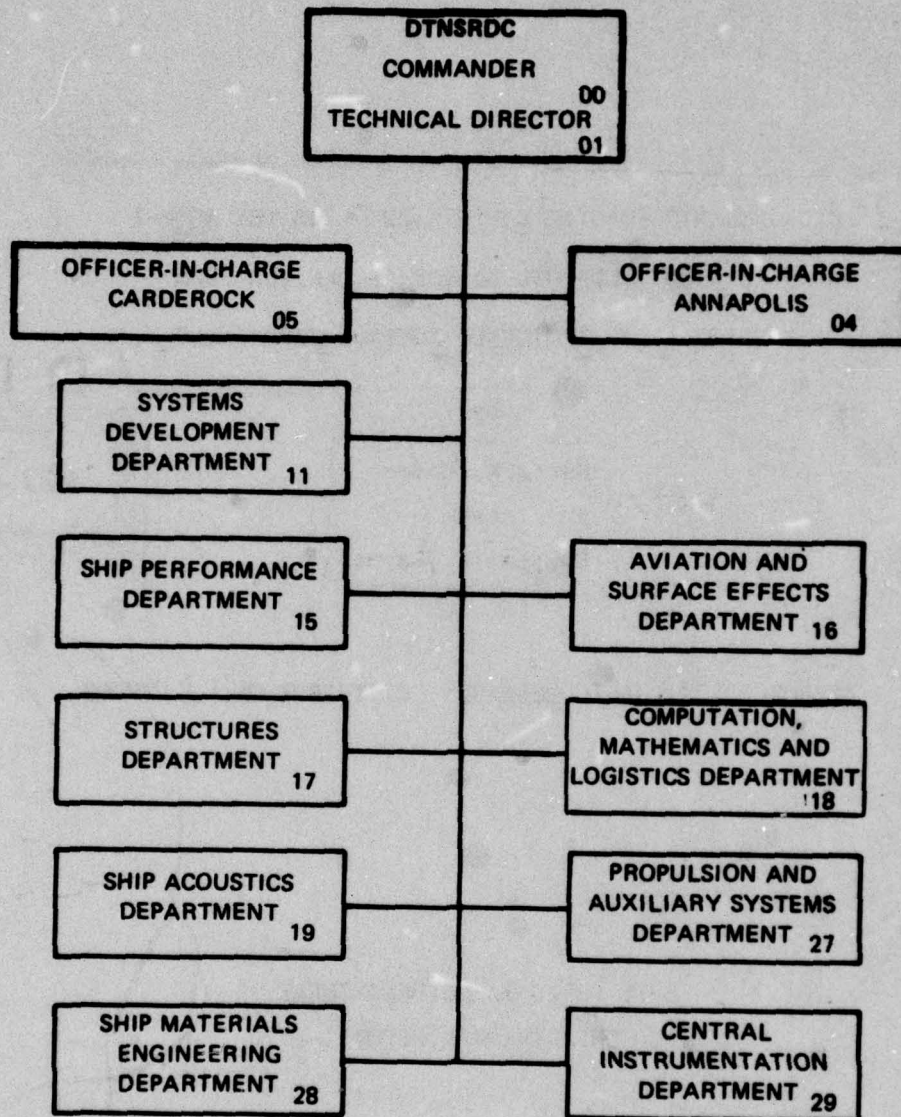 DTNSRDC
COMMANDER
00
TECHNICAL DIRECTOR
01
OFFICER-IN-CHARGE
CARDEROCK
05
OFFICER-IN-CHARGE
ANNAPOLIS
04
SYSTEMS
DEVELOPMENT
DEPARTMENT
11
SHIP PERFORMANCE
DEPARTMENT
15
AVIATION AND
SURFACE EFFECTS
DEPARTMENT 16
STRUCTURES
DEPARTMENT
17
COMPUTATION,
MATHEMATICS AND
LOGISTICS DEPARTMENT
18
SHIP ACOUSTICS
DEPARTMENT
19
PROPULSION AND
AUXILIARY SYSTEMS
DEPARTMENT 27
SHIP MATERIALS
ENGINEERING
DEPARTMENT 28
CENTRAL
INSTRUMENTATION
DEPARTMENT 29